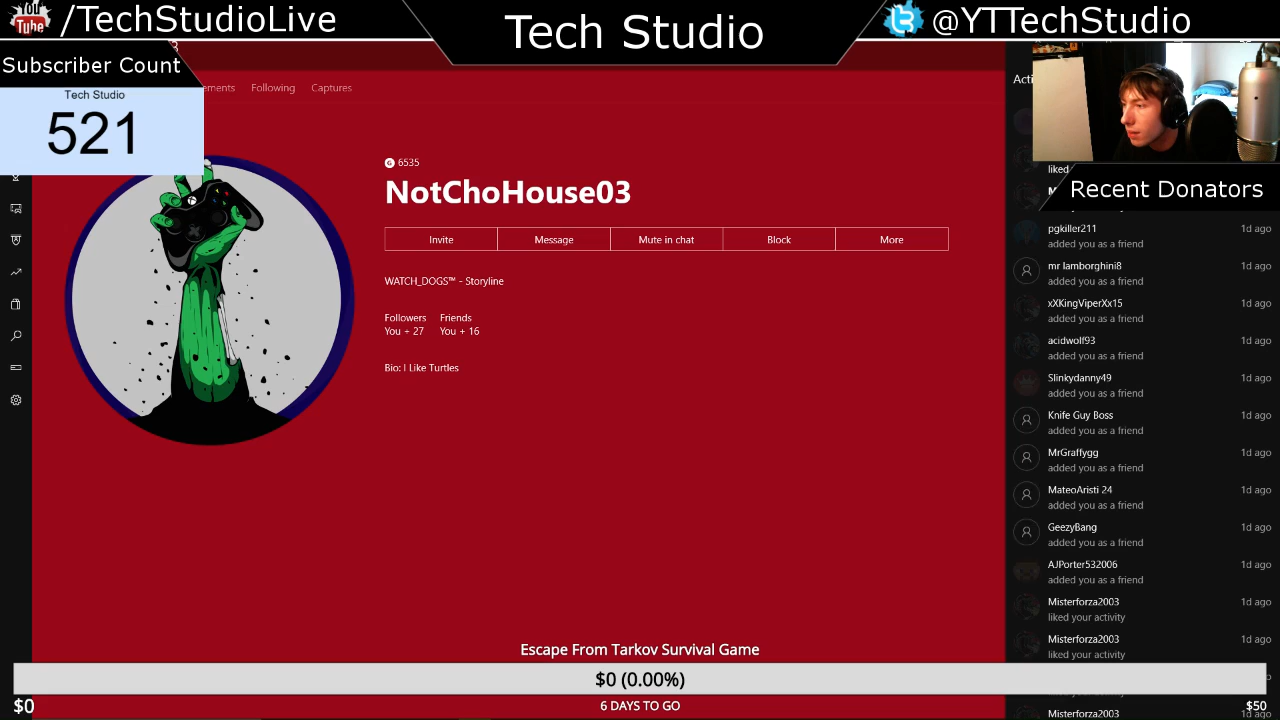 You Tube /TechStudioLive
Tech Studio
@YTTechStudio
Subscriber Count
Tech Studio
521
Following
Captures
6535
NotChoHouse03
Invite
Message
Mute in chat
Block
More
WATCH_DOGS™ - Storyline
Followers Friends
You + 27 You + 16
Bio: I Like Turtles
liked
Recent Donators
pgkiller211 1d ago
added you as a friend
mr lamborghini8 1d ago
added you as a friend
xXKingViperXx15 1d ago
added you as a friend
acidwolf93 1d ago
added you as a friend
Slinkydanny49 1d ago
added you as a friend
Knife Guy Boss 1d ago
added you as a friend
MrGraffygg 1d ago
added you as a friend
MateoAristi 24 1d ago
added you as a friend
GeezyBang 1d ago
added you as a friend
AJPorter532006 1d ago
added you as a friend
Misterforza2003 1d ago
liked your activity
Misterforza2003 1d ago
liked your activity
Misterforza2003 1d ago
Escape From Tarkov Survival Game
$0 (0.00%)
$0
6 DAYS TO GO
$50